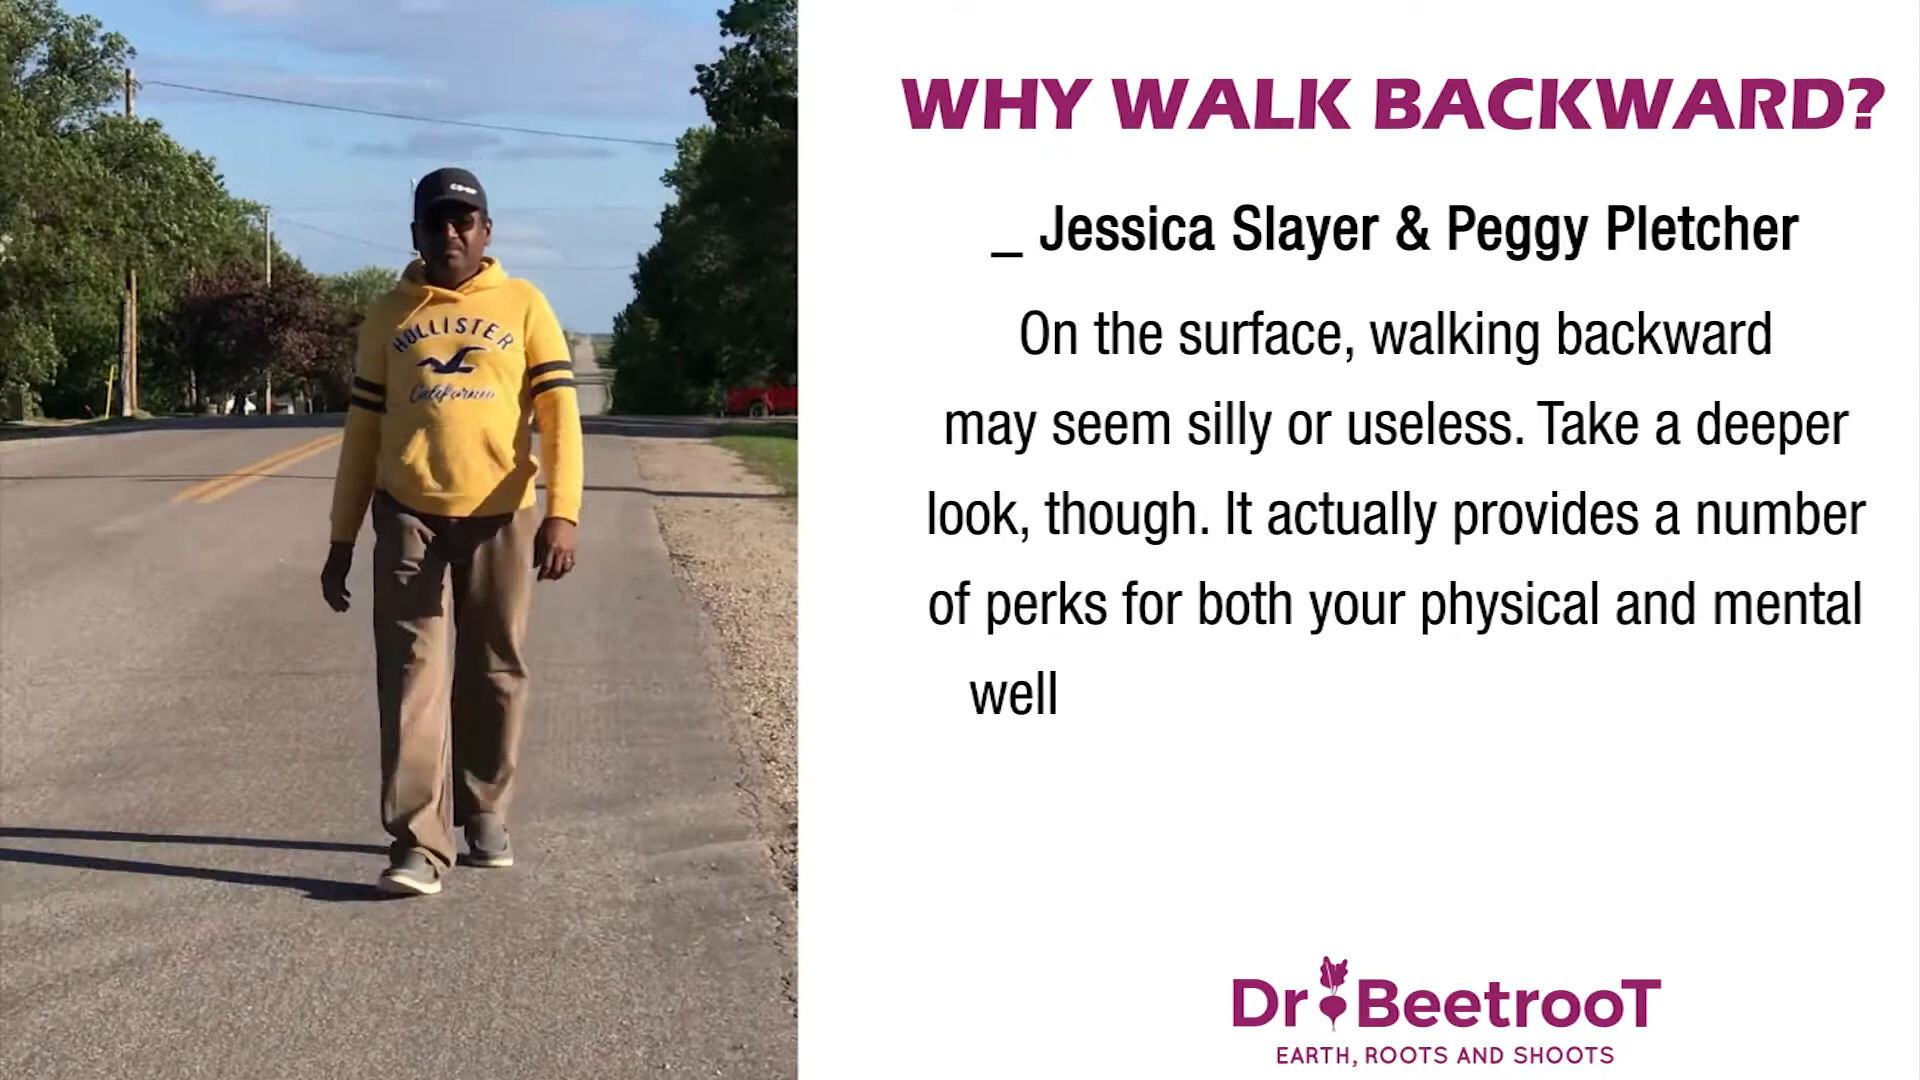 WHY WALK BACKWARD?
_ Jessica Slayer & Peggy Pletcher
On the surface, walking backward
may seem silly or useless. Take a deeper
look, though. It actually provides a number
of perks for both your physical and mental
well
CO-OP
HOLLISTER
California
Dr BeetrooT
EARTH, ROOTS AND SHOOTS